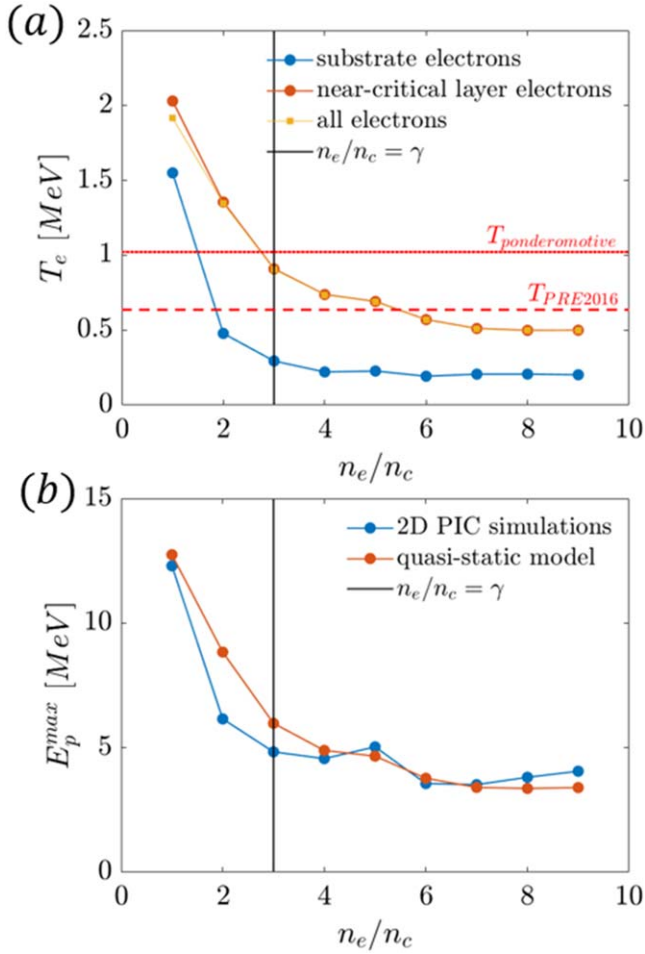 (a)
2.5
2
1.5
1
0.5
0
T_e [MeV]
substrate electrons
near-critical layer electrons
all electrons
n_e/n_c = γ
T_ponderomotive
T_PRE2016
0 2 4 6 8 10
n_e/n_c
(b)
15
10
5
0
E_p^max [MeV]
2D PIC simulations
quasi-static model
n_e/n_c = γ
0 2 4 6 8 10
n_e/n_c